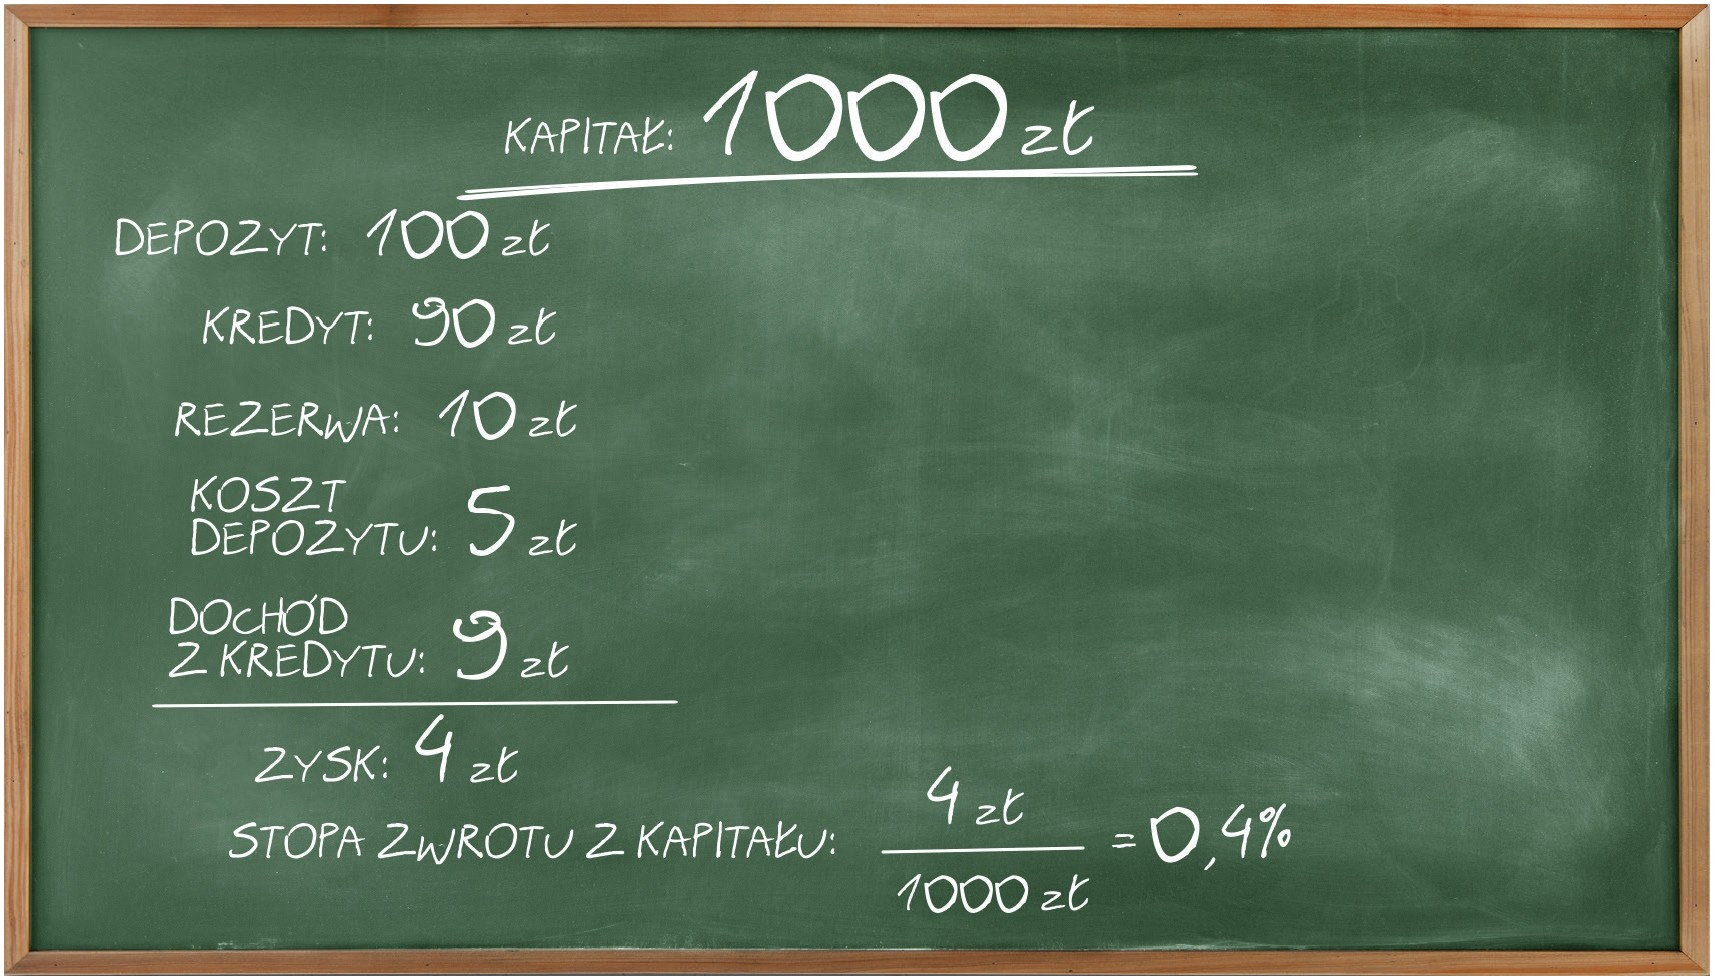 KAPITAŁ: 1000 zł
DEPOZYT: 100 zł
KREDYT: 90 zł
REZERWA: 10 zł
KOSZT
DEPOZYTU: 5 zł
DOCHÓD
Z KREDYTU: 9 zł
ZYSK: 4 zł
STOPA ZWROTU Z KAPITAŁU: 4 zł
1000 zł
= 0,4%